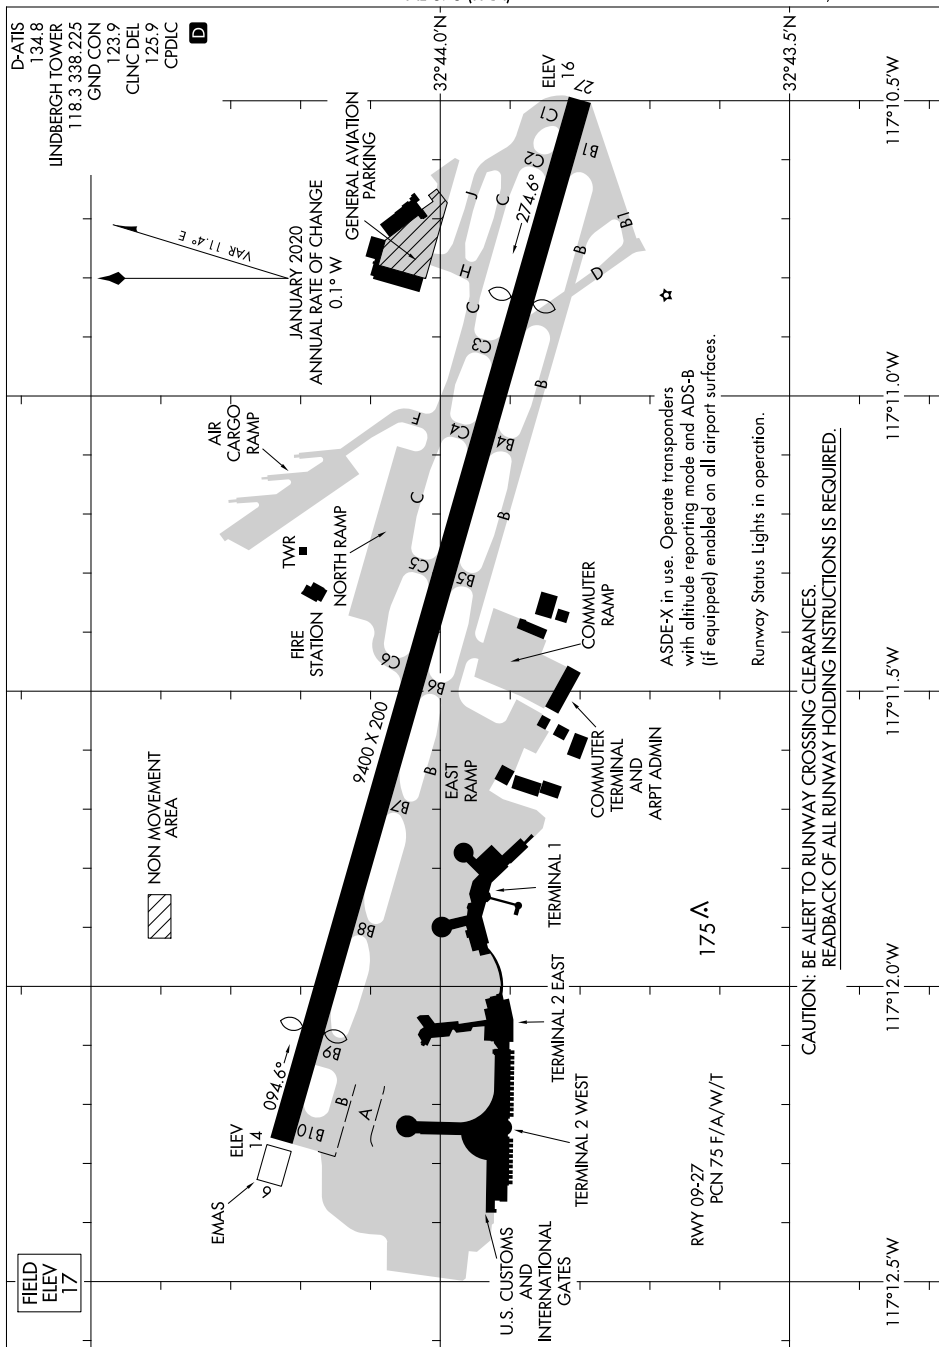 D-ATIS
134.8
LINDBERGH TOWER
118.3 338.225
GND CON
123.9
CLNC DEL
125.9
CPDLC
D
VAR 11.4° E
JANUARY 2020
ANNUAL RATE OF CHANGE
0.1° W
GENERAL AVIATION
PARKING
32°44.0'N
32°43.5'N
ELEV
16
27
C1
B1
C2
C
J
274.6°
B
B1
D
H
C
C3
B
117°10.5'W
117°11.0'W
AIR
CARGO
RAMP
F
C4
B4
C
B
TWR
NORTH RAMP
C5
B5
FIRE
STATION
C6
B6
COMMUTER
RAMP
ASDE-X in use. Operate transponders
with altitude reporting mode and ADS-B
(if equipped) enabled on all airport surfaces.
Runway Status Lights in operation.
117°11.5'W
9400 X 200
NON MOVEMENT
AREA
B
B7
EAST
RAMP
COMMUTER
TERMINAL
AND
ARPT ADMIN
B8
TERMINAL 1
175
CAUTION: BE ALERT TO RUNWAY CROSSING CLEARANCES.
READBACK OF ALL RUNWAY HOLDING INSTRUCTIONS IS REQUIRED.
117°12.0'W
TERMINAL 2 EAST
B9
094.6°
B
A
B10
ELEV
14
TERMINAL 2 WEST
EMAS
9
RWY 09-27
PCN 75 F/A/W/T
U.S. CUSTOMS
AND
INTERNATIONAL
GATES
FIELD
ELEV
17
117°12.5'W